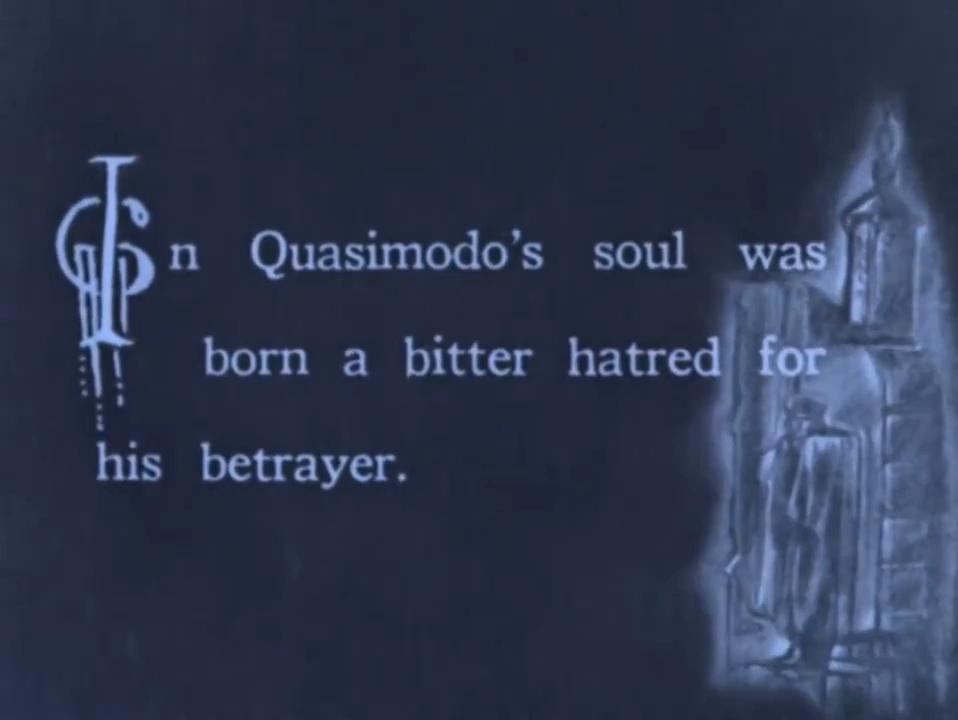 In Quasimodo's soul was
born a bitter hatred for
his betrayer.